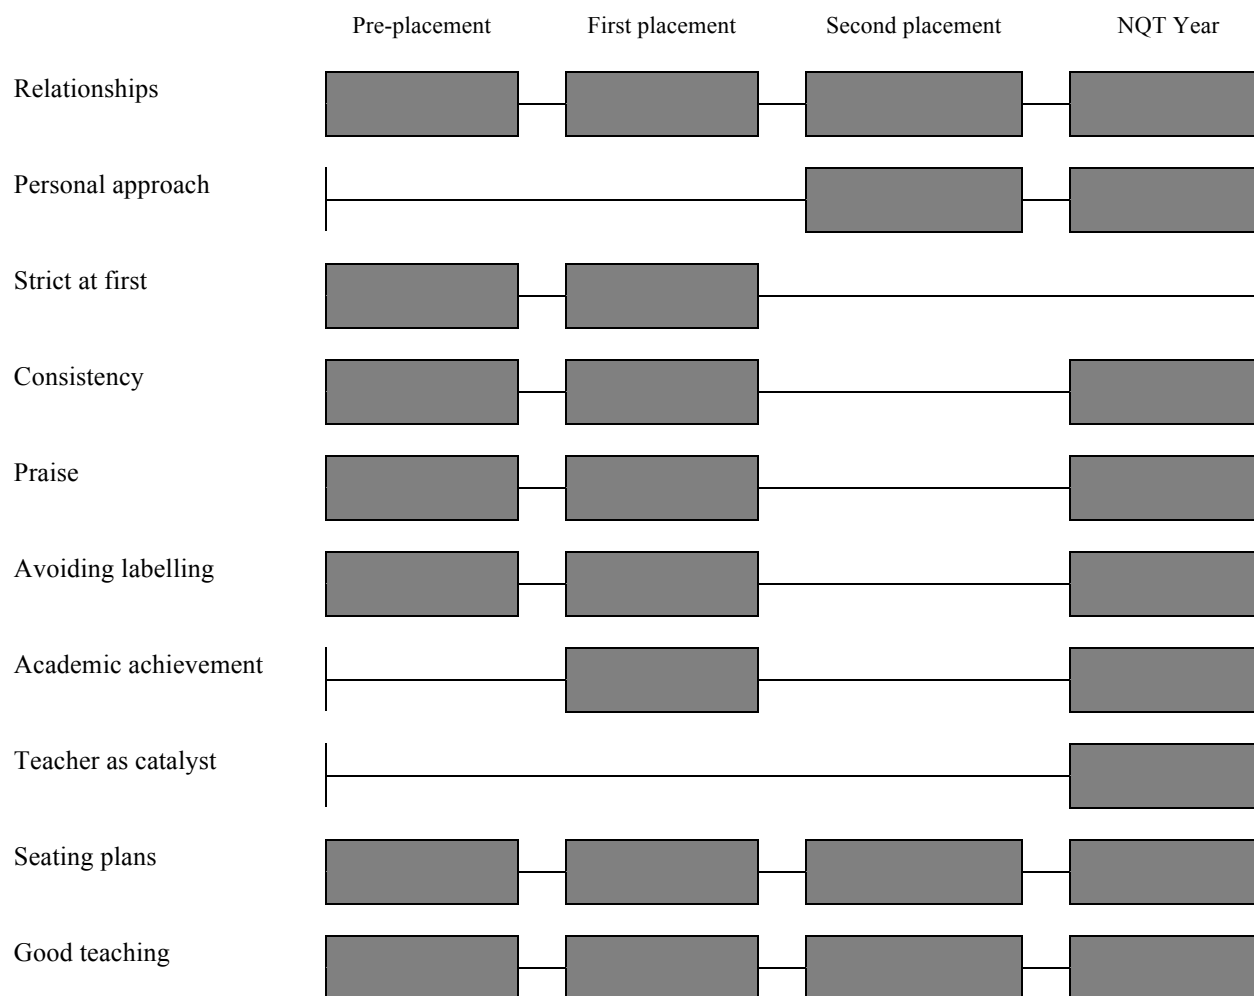 Pre-placement First placement Second placement NQT Year
Relationships
Personal approach
Strict at first
Consistency
Praise
Avoiding labelling
Academic achievement
Teacher as catalyst
Seating plans
Good teaching